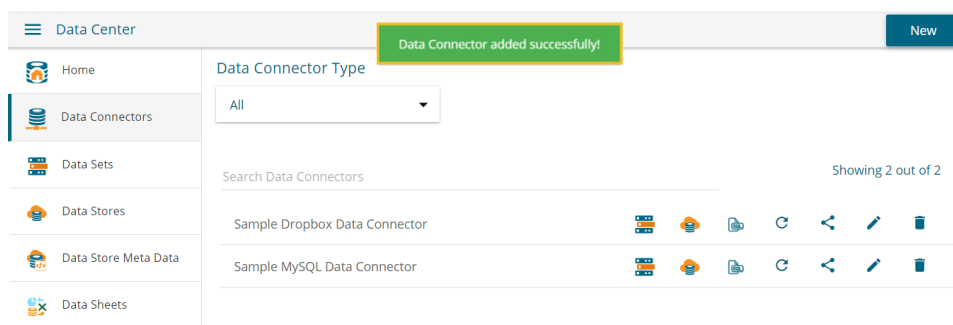 Data Center
Data Connector added successfully!
New
Home
Data Connectors
Data Sets
Data Stores
Data Store Meta Data
Data Sheets
Data Connector Type
All
Search Data Connectors
Showing 2 out of 2
Sample Dropbox Data Connector
Sample MySQL Data Connector